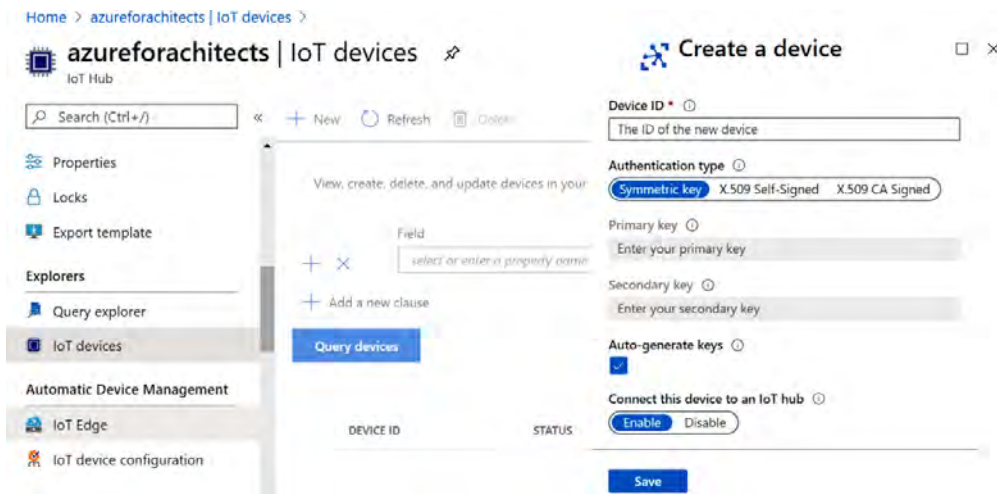 Home > azureforachitects | IoT devices >
azureforachitects | IoT devices
IoT Hub
Search (Ctrl+/)
«
Properties
Locks
Export template
Explorers
Query explorer
IoT devices
Automatic Device Management
IoT Edge
IoT device configuration
+ New Refresh Delete
View, create, delete, and update devices in your
Field
select or enter a property name
+ Add a new clause
Query devices
DEVICE ID STATUS
Create a device
Device ID *
The ID of the new device
Authentication type
Symmetric key X.509 Self-Signed X.509 CA Signed
Primary key
Enter your primary key
Secondary key
Enter your secondary key
Auto-generate keys
Connect this device to an IoT hub
Enable Disable
Save